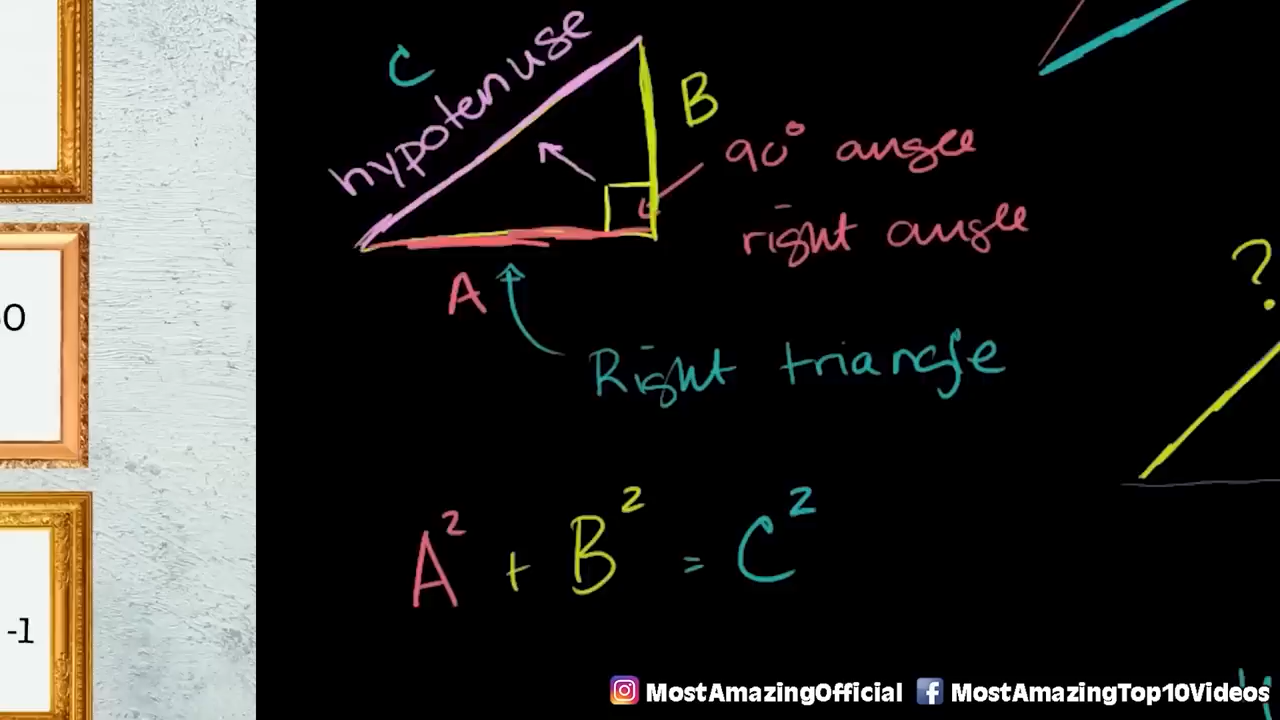 C
hypotenuse
B
90° angle
right angle
A
Right triangle
?
A² + B² = C²
0
-1
MostAmazingOfficial MostAmazingTop10Videos